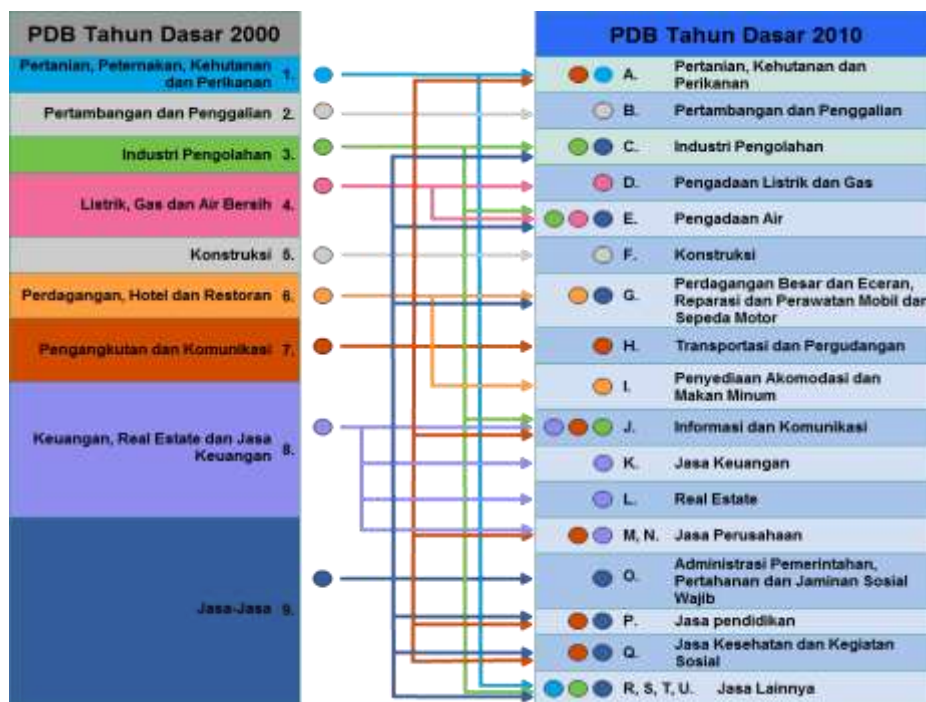 PDB Tahun Dasar 2000
Pertanian, Peternakan, Kehutanan
dan Perikanan 1.
Pertambangan dan Penggalian 2.
Industri Pengolahan 3.
Listrik, Gas dan Air Bersih 4.
Konstruksi 5.
Perdagangan, Hotel dan Restoran 6.
Pengangkutan dan Komunikasi 7.
Keuangan, Real Estate dan Jasa
Keuangan 8.
Jasa-Jasa 9.
PDB Tahun Dasar 2010
A. Pertanian, Kehutanan dan
Perikanan
B. Pertambangan dan Penggalian
C. Industri Pengolahan
D. Pengadaan Listrik dan Gas
E. Pengadaan Air
F. Konstruksi
G. Perdagangan Besar dan Eceran,
Reparasi dan Perawatan Mobil dan
Sepeda Motor
H. Transportasi dan Pergudangan
I. Penyediaan Akomodasi dan
Makan Minum
J. Informasi dan Komunikasi
K. Jasa Keuangan
L. Real Estate
M, N. Jasa Perusahaan
O. Administrasi Pemerintahan,
Pertahanan dan Jaminan Sosial
Wajib
P. Jasa pendidikan
Q. Jasa Kesehatan dan Kegiatan
Sosial
R, S, T, U. Jasa Lainnya